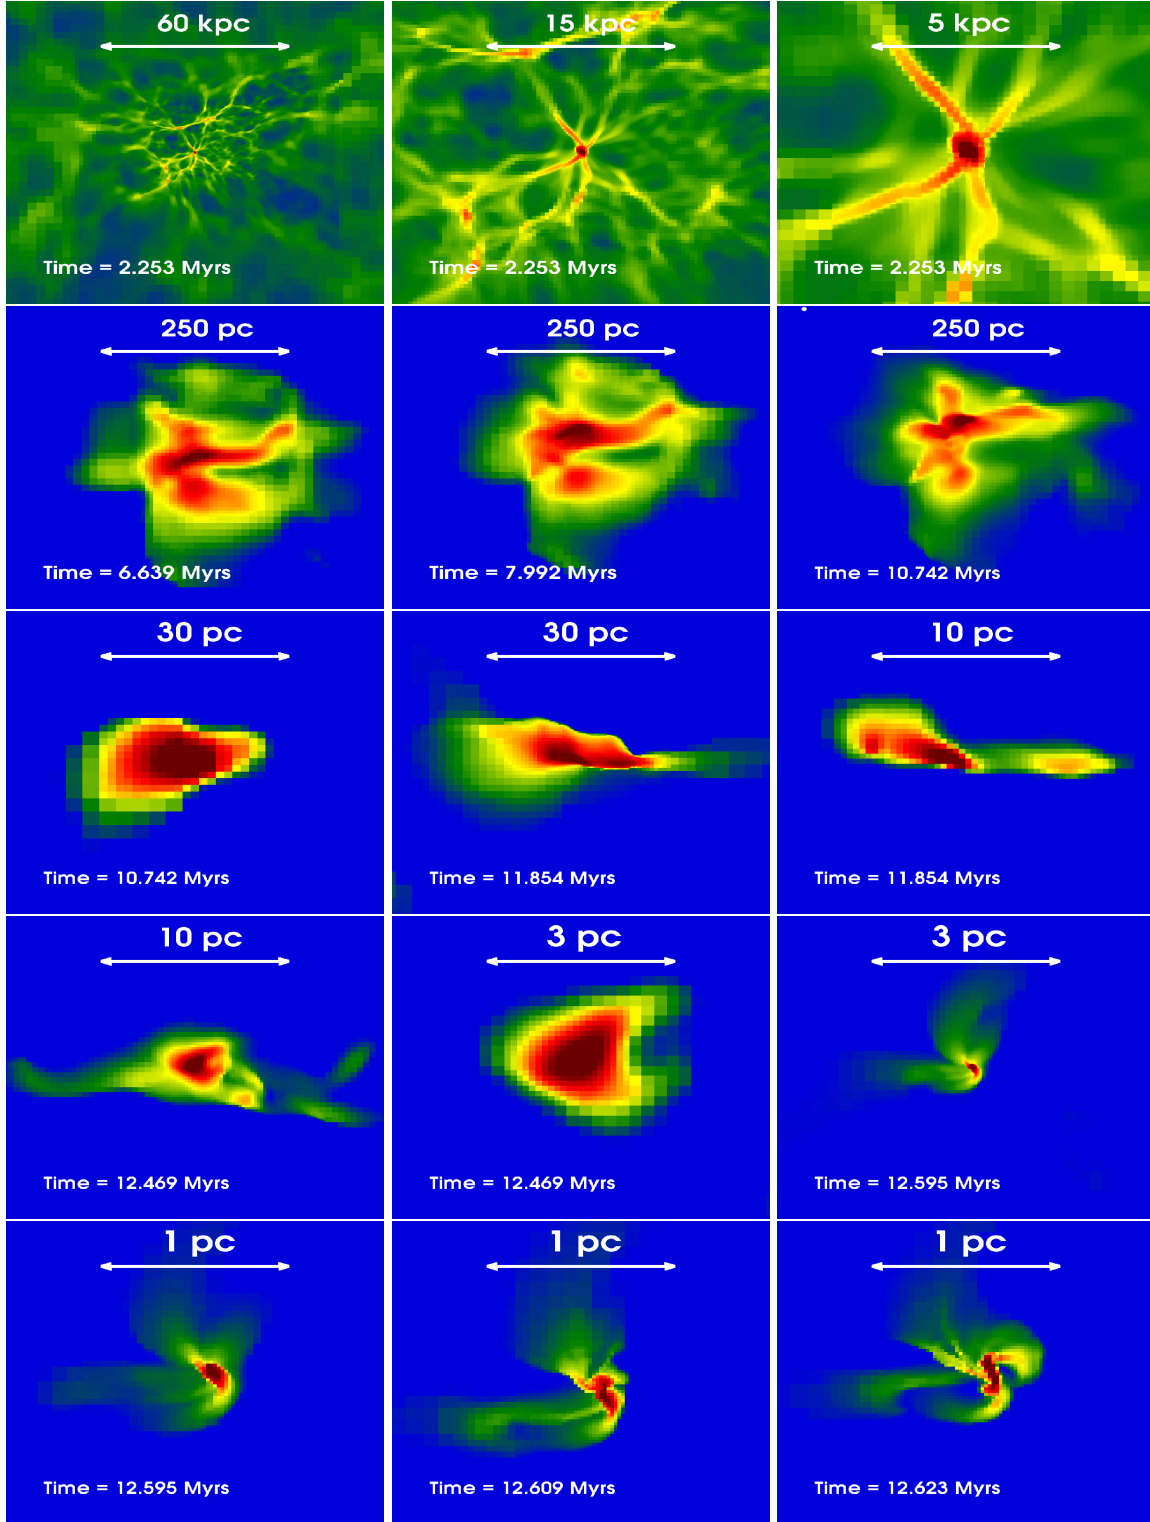 60 kpc
15 kpc
5 kpc
Time = 2.253 Myrs
Time = 2.253 Myrs
Time = 2.253 Myrs
250 pc
250 pc
250 pc
Time = 6.639 Myrs
Time = 7.992 Myrs
Time = 10.742 Myrs
30 pc
30 pc
10 pc
Time = 10.742 Myrs
Time = 11.854 Myrs
Time = 11.854 Myrs
10 pc
3 pc
3 pc
Time = 12.469 Myrs
Time = 12.469 Myrs
Time = 12.595 Myrs
1 pc
1 pc
1 pc
Time = 12.595 Myrs
Time = 12.609 Myrs
Time = 12.623 Myrs